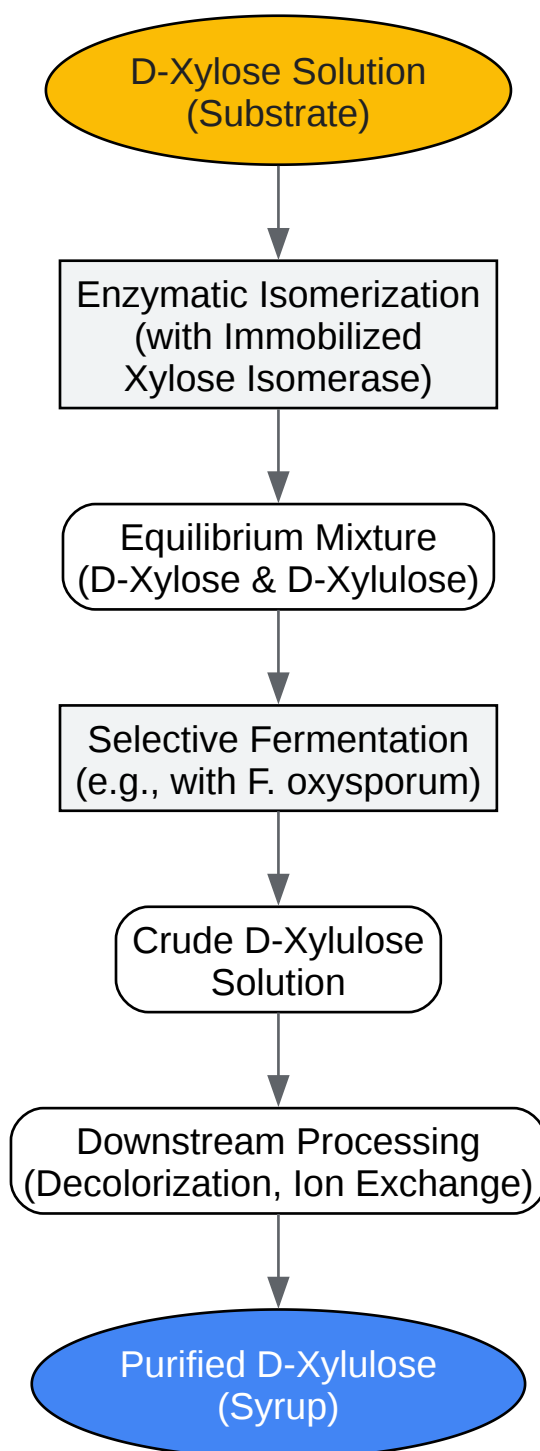 D-Xylose Solution
(Substrate)
Enzymatic Isomerization
(with Immobilized
Xylose Isomerase)
Equilibrium Mixture
(D-Xylose & D-Xylulose)
Selective Fermentation
(e.g., with F. oxysporum)
Crude D-Xylulose
Solution
Downstream Processing
(Decolorization, Ion Exchange)
Purified D-Xylulose
(Syrup)